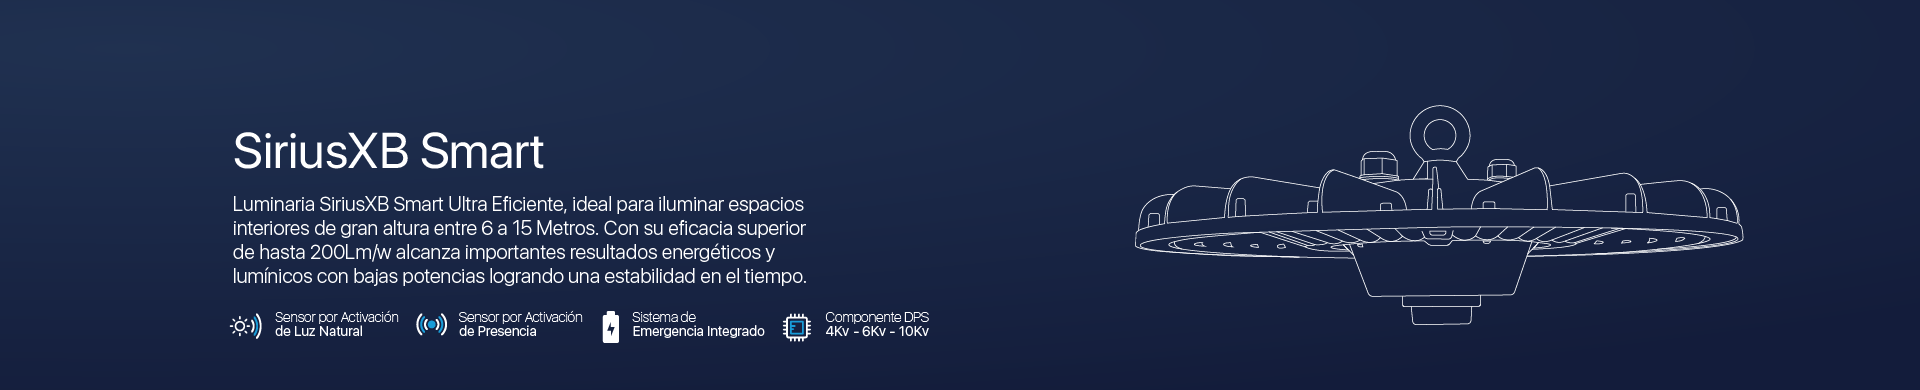 SiriusXB Smart
Luminaria SiriusXB Smart Ultra Eficiente, ideal para iluminar espacios
interiores de gran altura entre 6 a 15 Metros. Con su eficacia superior
de hasta 200Lm/w alcanza importantes resultados energéticos y
lumínicos con bajas potencias logrando una estabilidad en el tiempo.
Sensor por Activación
de Luz Natural
Sensor por Activación
de Presencia
Sistema de
Emergencia Integrado
Componente DPS
4Kv - 6Kv - 10Kv